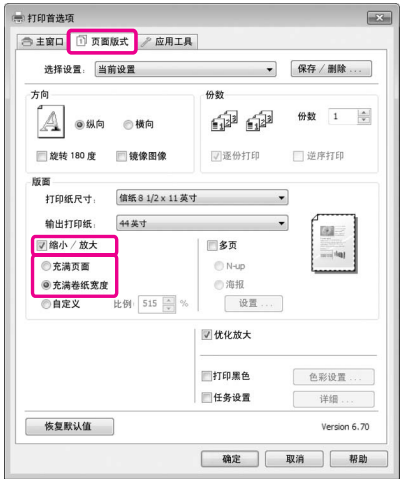 打印首选项
主窗口 页面版式 应用工具
选择设置: 当前设置 保存 / 删除 ...
方向 份数
纵向 横向 份数 1
旋转 180 度 镜像图像 逐份打印 逆序打印
版面
打印纸尺寸: 信纸 8 1/2 x 11 英寸
输出打印纸: 44 英寸
缩小 / 放大 多页
充满页面 N-up
充满卷纸宽度 海报
自定义 比例: 515 % 设置 ...
优化放大
打印黑色 色彩设置 ...
任务设置 详细 ...
恢复默认值 Version 6.70
确定 取消 帮助